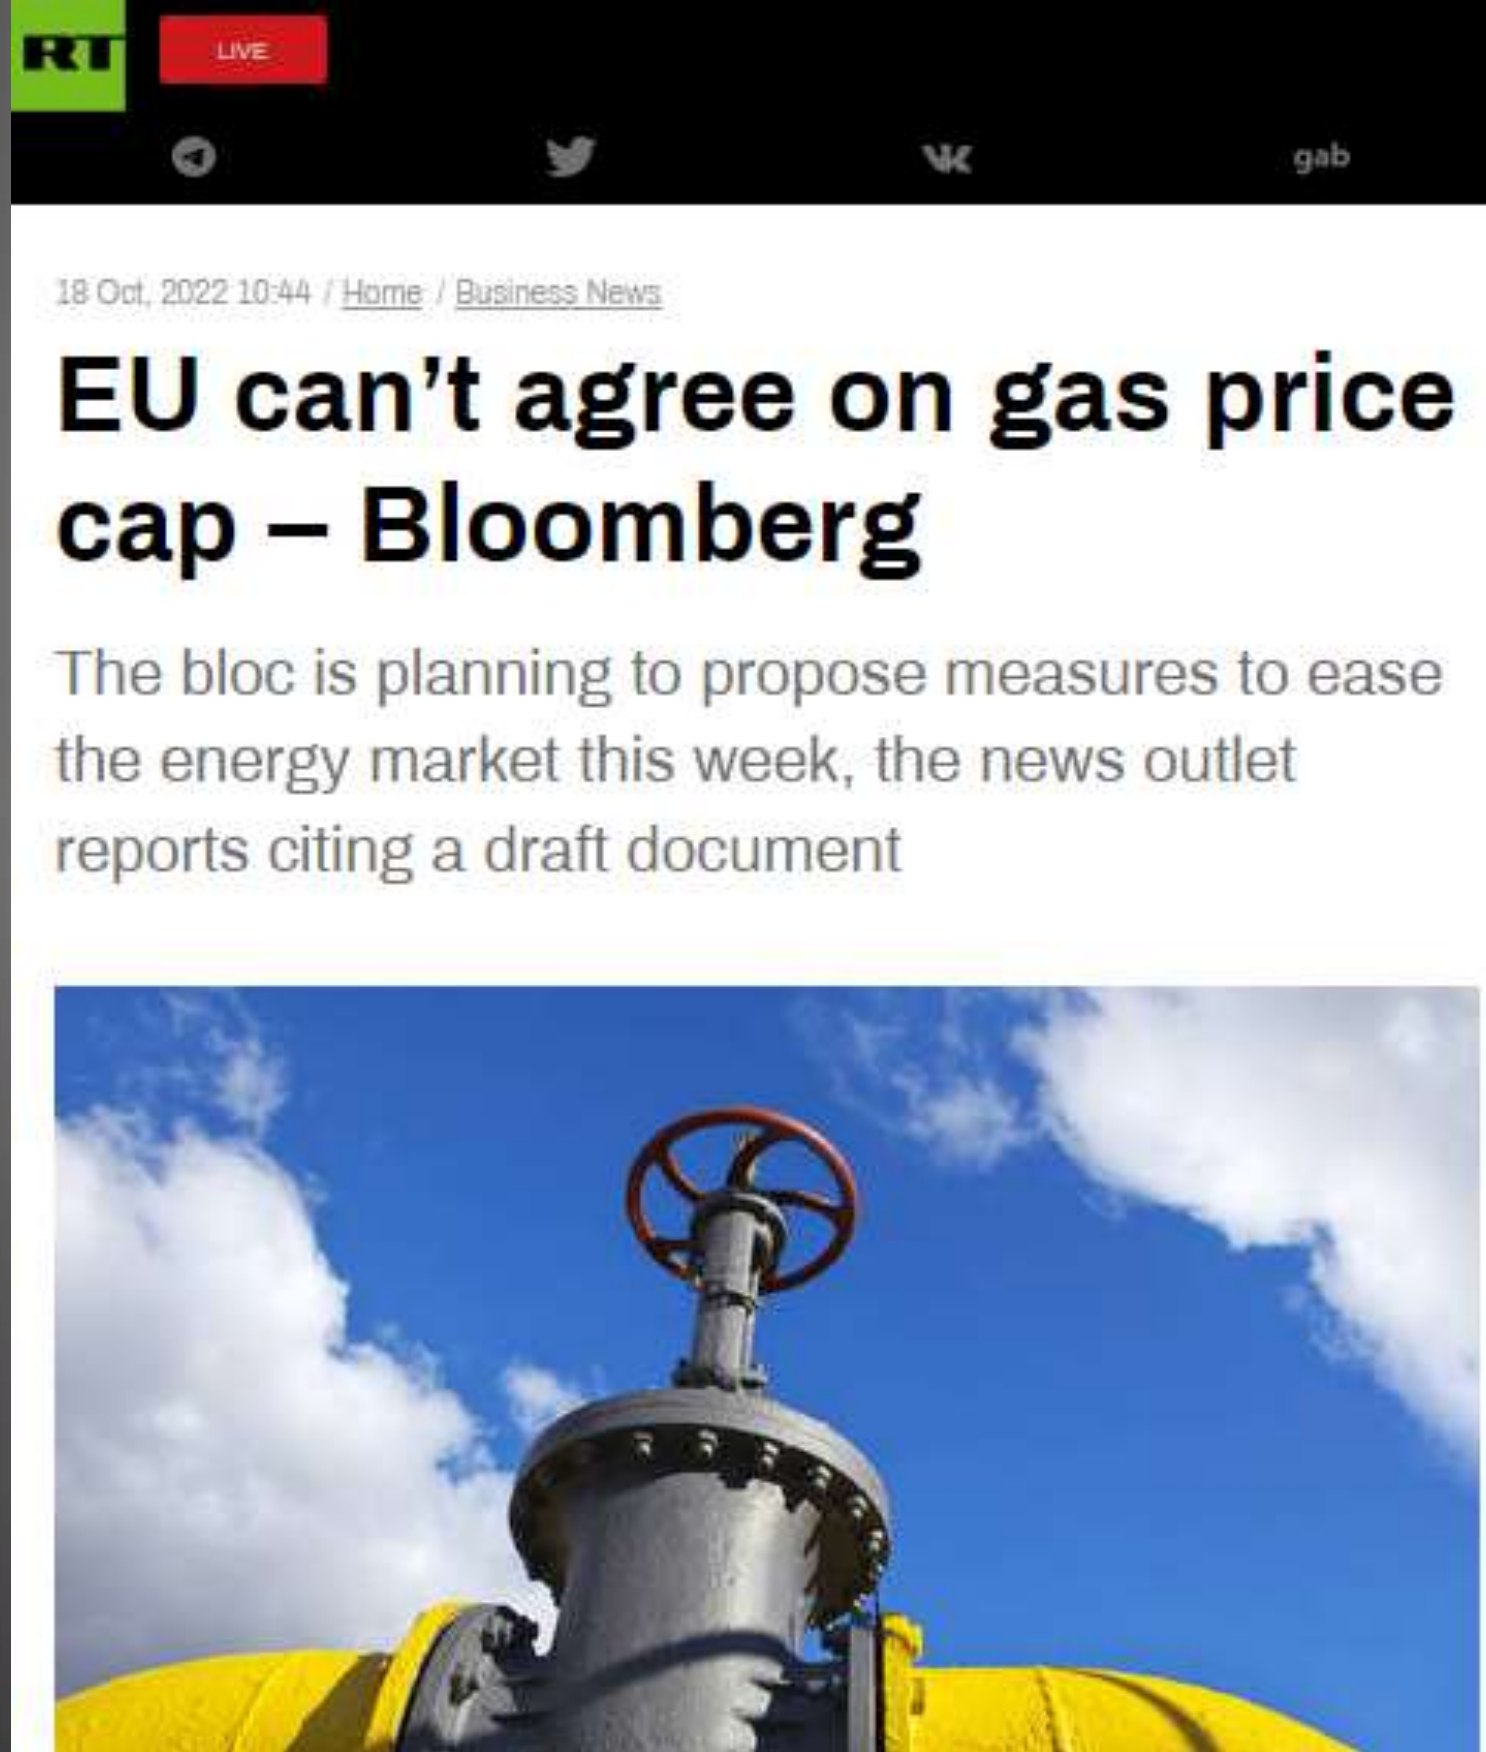 RT
LIVE
gab
18 Oct, 2022 10:44 / Home / Business News
EU can't agree on gas price
cap – Bloomberg
The bloc is planning to propose measures to ease
the energy market this week, the news outlet
reports citing a draft document